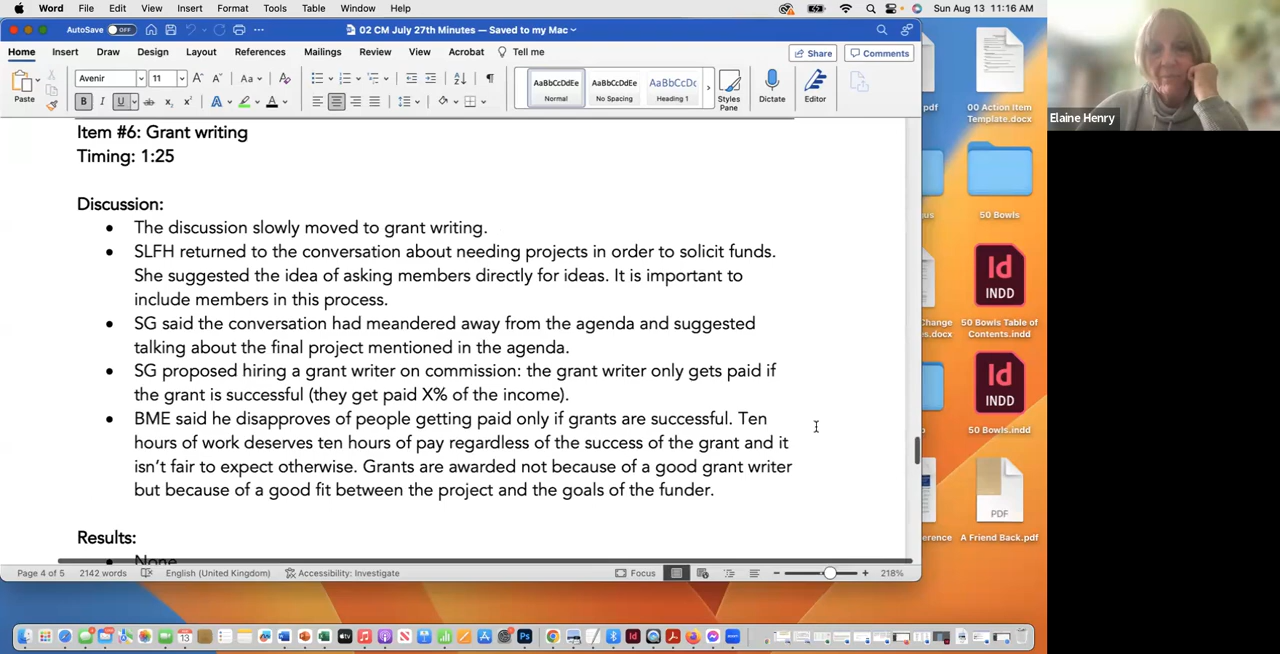 Word File Edit View Insert Format Tools Table Window Help Sun Aug 13 11:16 AM
AutoSave OFF 02 CM July 27th Minutes — Saved to my Mac
Home Insert Draw Design Layout References Mailings Review View Acrobat Tell me Share Comments
Paste Avenir 11 AaBbCcDdEe Normal AaBbCcDdEe No Spacing AaBbCcDc Heading 1 Styles Pane Dictate Editor
Item #6: Grant writing
Timing: 1:25
Discussion:
• The discussion slowly moved to grant writing.
• SLFH returned to the conversation about needing projects in order to solicit funds.
She suggested the idea of asking members directly for ideas. It is important to
include members in this process.
• SG said the conversation had meandered away from the agenda and suggested
talking about the final project mentioned in the agenda.
• SG proposed hiring a grant writer on commission: the grant writer only gets paid if
the grant is successful (they get paid X% of the income).
• BME said he disapproves of people getting paid only if grants are successful. Ten
hours of work deserves ten hours of pay regardless of the success of the grant and it
isn't fair to expect otherwise. Grants are awarded not because of a good grant writer
but because of a good fit between the project and the goals of the funder.
Results:
• None
Page 4 of 5 2142 words English (United Kingdom) Accessibility: Investigate Focus 218%
pdf
00 Action Item
Template.docx
50 Bowls
Id
INDD
50 Bowls Table of
Contents.indd
Id
INDD
50 Bowls.indd
PDF
A Friend Back.pdf
Elaine Henry